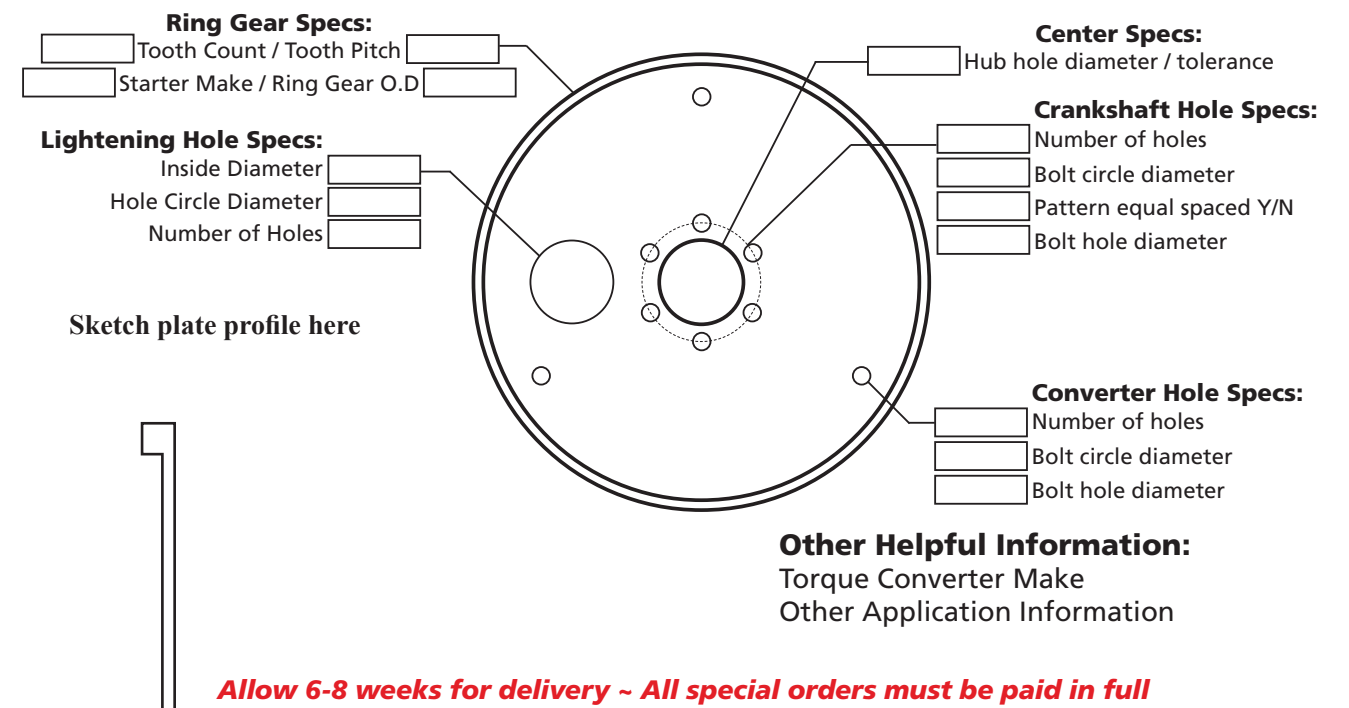 Ring Gear Specs:
Tooth Count / Tooth Pitch
Starter Make / Ring Gear O.D
Lightening Hole Specs:
Inside Diameter
Hole Circle Diameter
Number of Holes
Sketch plate profile here
Center Specs:
Hub hole diameter / tolerance
Crankshaft Hole Specs:
Number of holes
Bolt circle diameter
Pattern equal spaced Y/N
Bolt hole diameter
Converter Hole Specs:
Number of holes
Bolt circle diameter
Bolt hole diameter
Other Helpful Information:
Torque Converter Make
Other Application Information
Allow 6-8 weeks for delivery ~ All special orders must be paid in full